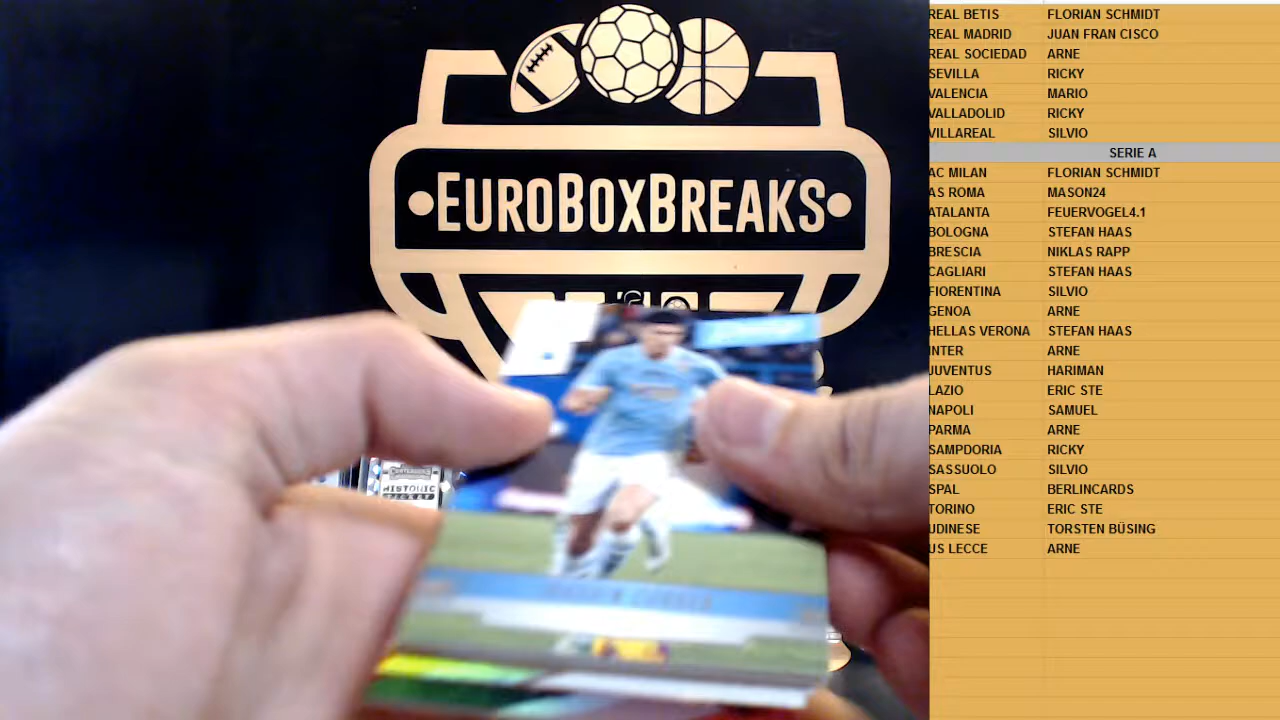 EUROBOXBREAKS
CONTENDERS
HISTORIC
TICKET
REAL BETIS FLORIAN SCHMIDT
REAL MADRID JUAN FRAN CISCO
REAL SOCIEDAD ARNE
SEVILLA RICKY
VALENCIA MARIO
VALLADOLID RICKY
VILLAREAL SILVIO
SERIE A
AC MILAN FLORIAN SCHMIDT
AS ROMA MASON24
ATALANTA FEUERVOGEL4.1
BOLOGNA STEFAN HAAS
BRESCIA NIKLAS RAPP
CAGLIARI STEFAN HAAS
FIORENTINA SILVIO
GENOA ARNE
HELLAS VERONA STEFAN HAAS
INTER ARNE
JUVENTUS HARIMAN
LAZIO ERIC STE
NAPOLI SAMUEL
PARMA ARNE
SAMPDORIA RICKY
SASSUOLO SILVIO
SPAL BERLINCARDS
TORINO ERIC STE
UDINESE TORSTEN BÜSING
US LECCE ARNE